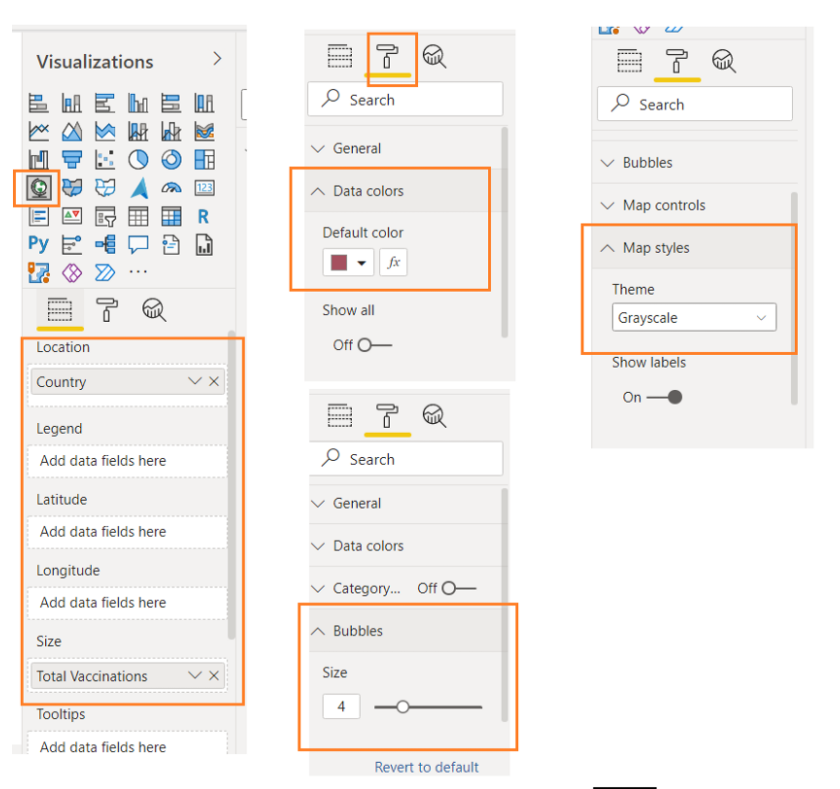 Visualizations
123
R
Py
Location
Country
Legend
Add data fields here
Latitude
Add data fields here
Longitude
Add data fields here
Size
Total Vaccinations
Tooltips
Add data fields here
Search
General
Data colors
Default color
fx
Show all
Off
Search
General
Data colors
Category... Off
Bubbles
Size
4
Revert to default
Search
Bubbles
Map controls
Map styles
Theme
Grayscale
Show labels
On